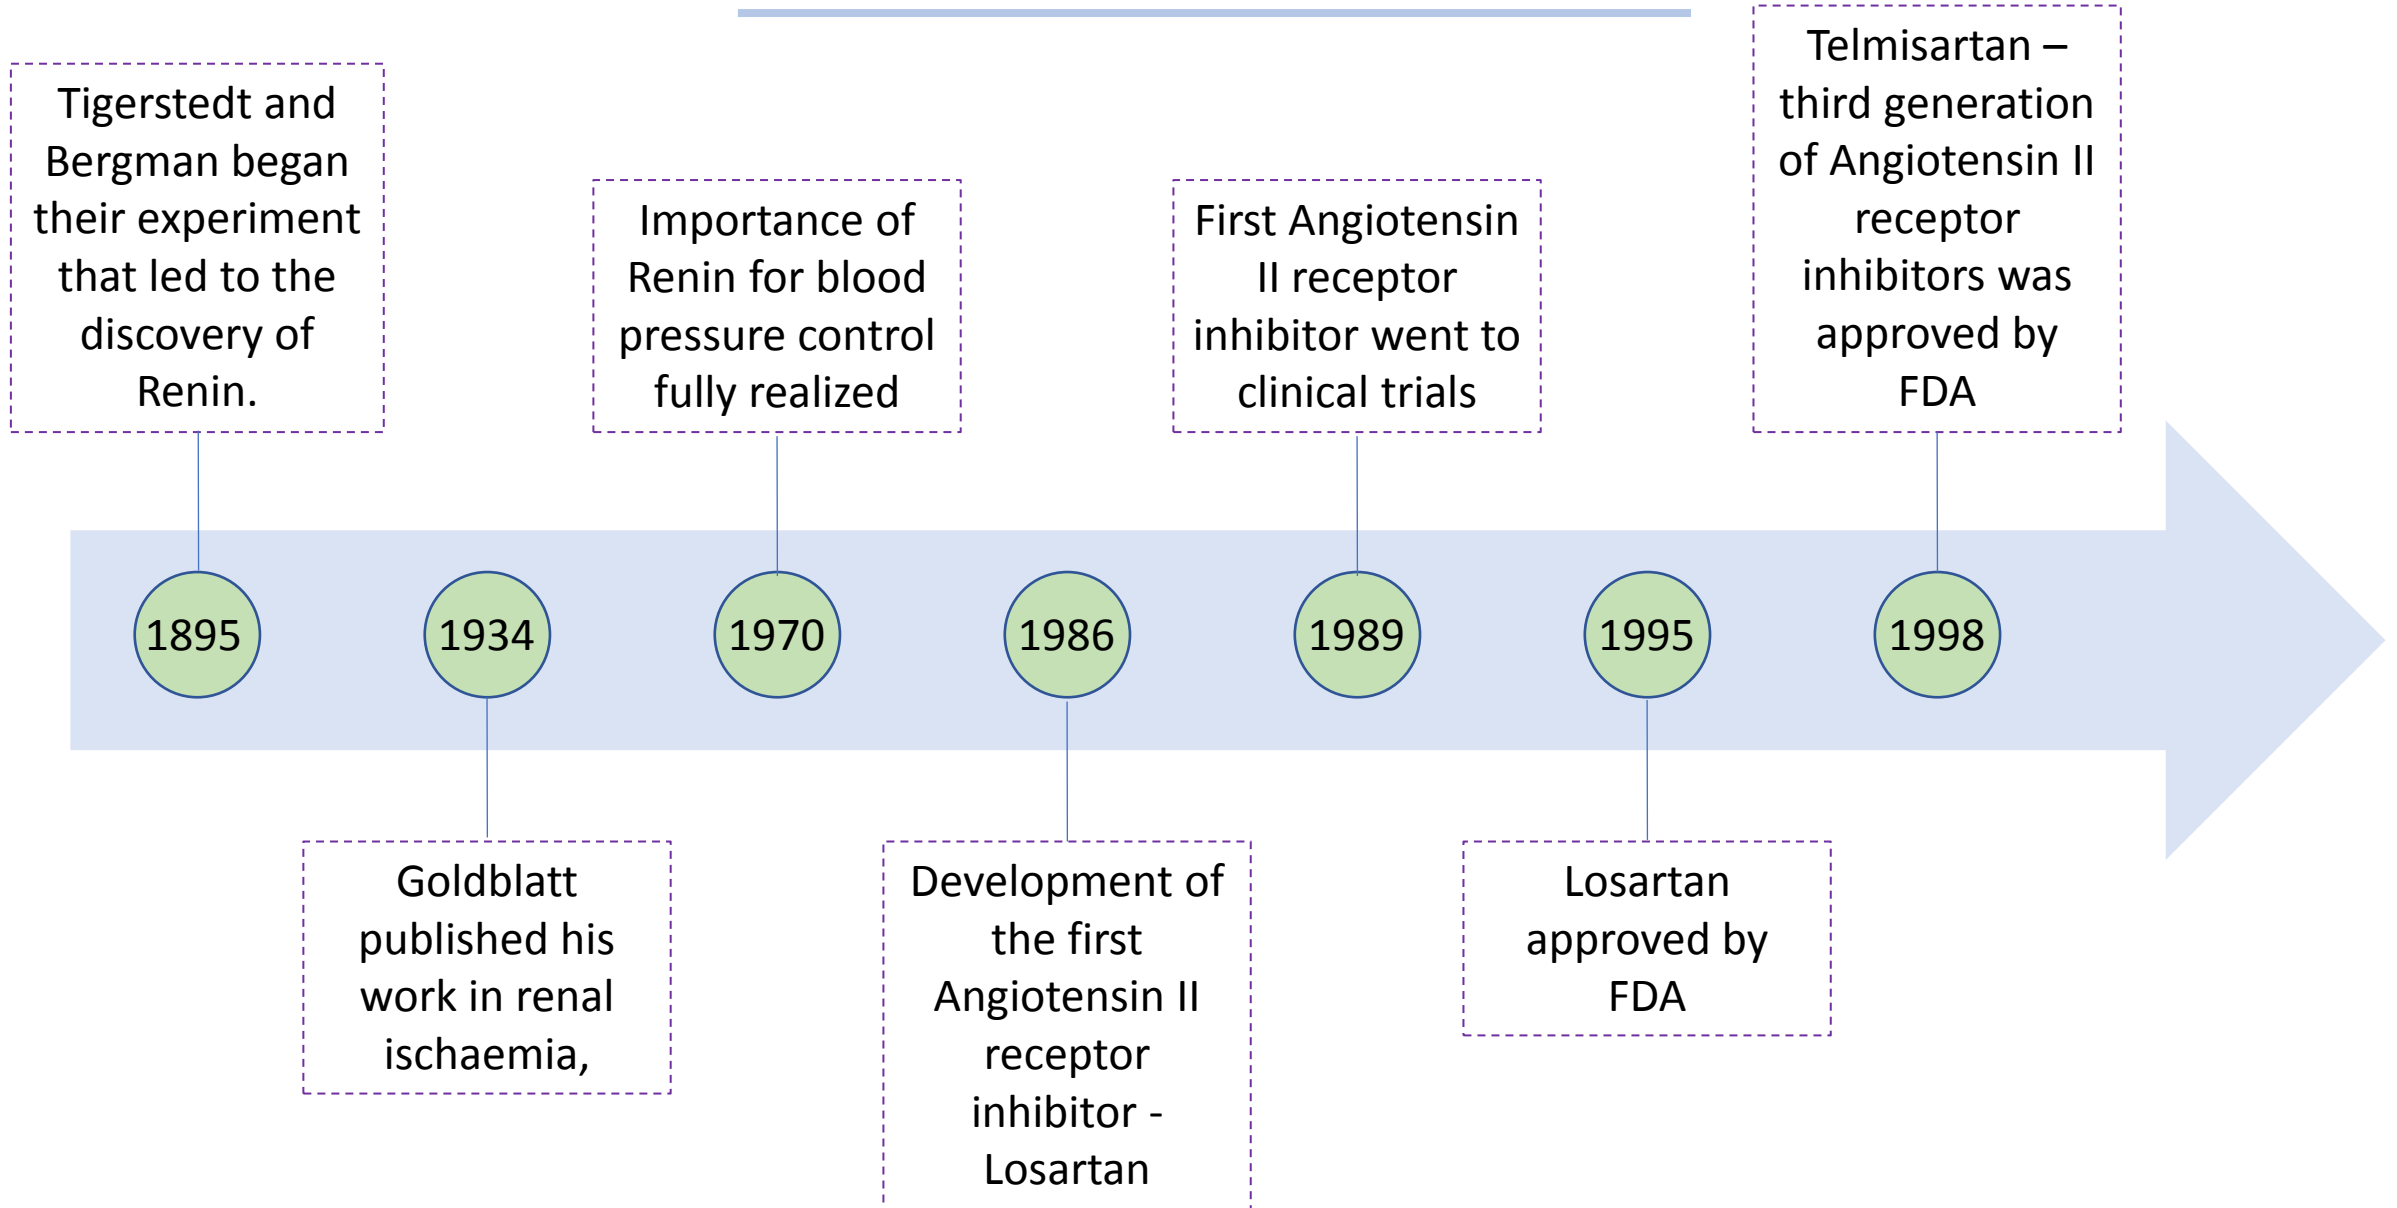 Tigerstedt and
Bergman began
their experiment
that led to the
discovery of
Renin.
Importance of
Renin for blood
pressure control
fully realized
First Angiotensin
II receptor
inhibitor went to
clinical trials
Telmisartan –
third generation
of Angiotensin II
receptor
inhibitors was
approved by
FDA
1895
1934
1970
1986
1989
1995
1998
Goldblatt
published his
work in renal
ischaemia,
Development of
the first
Angiotensin II
receptor
inhibitor -
Losartan
Losartan
approved by
FDA